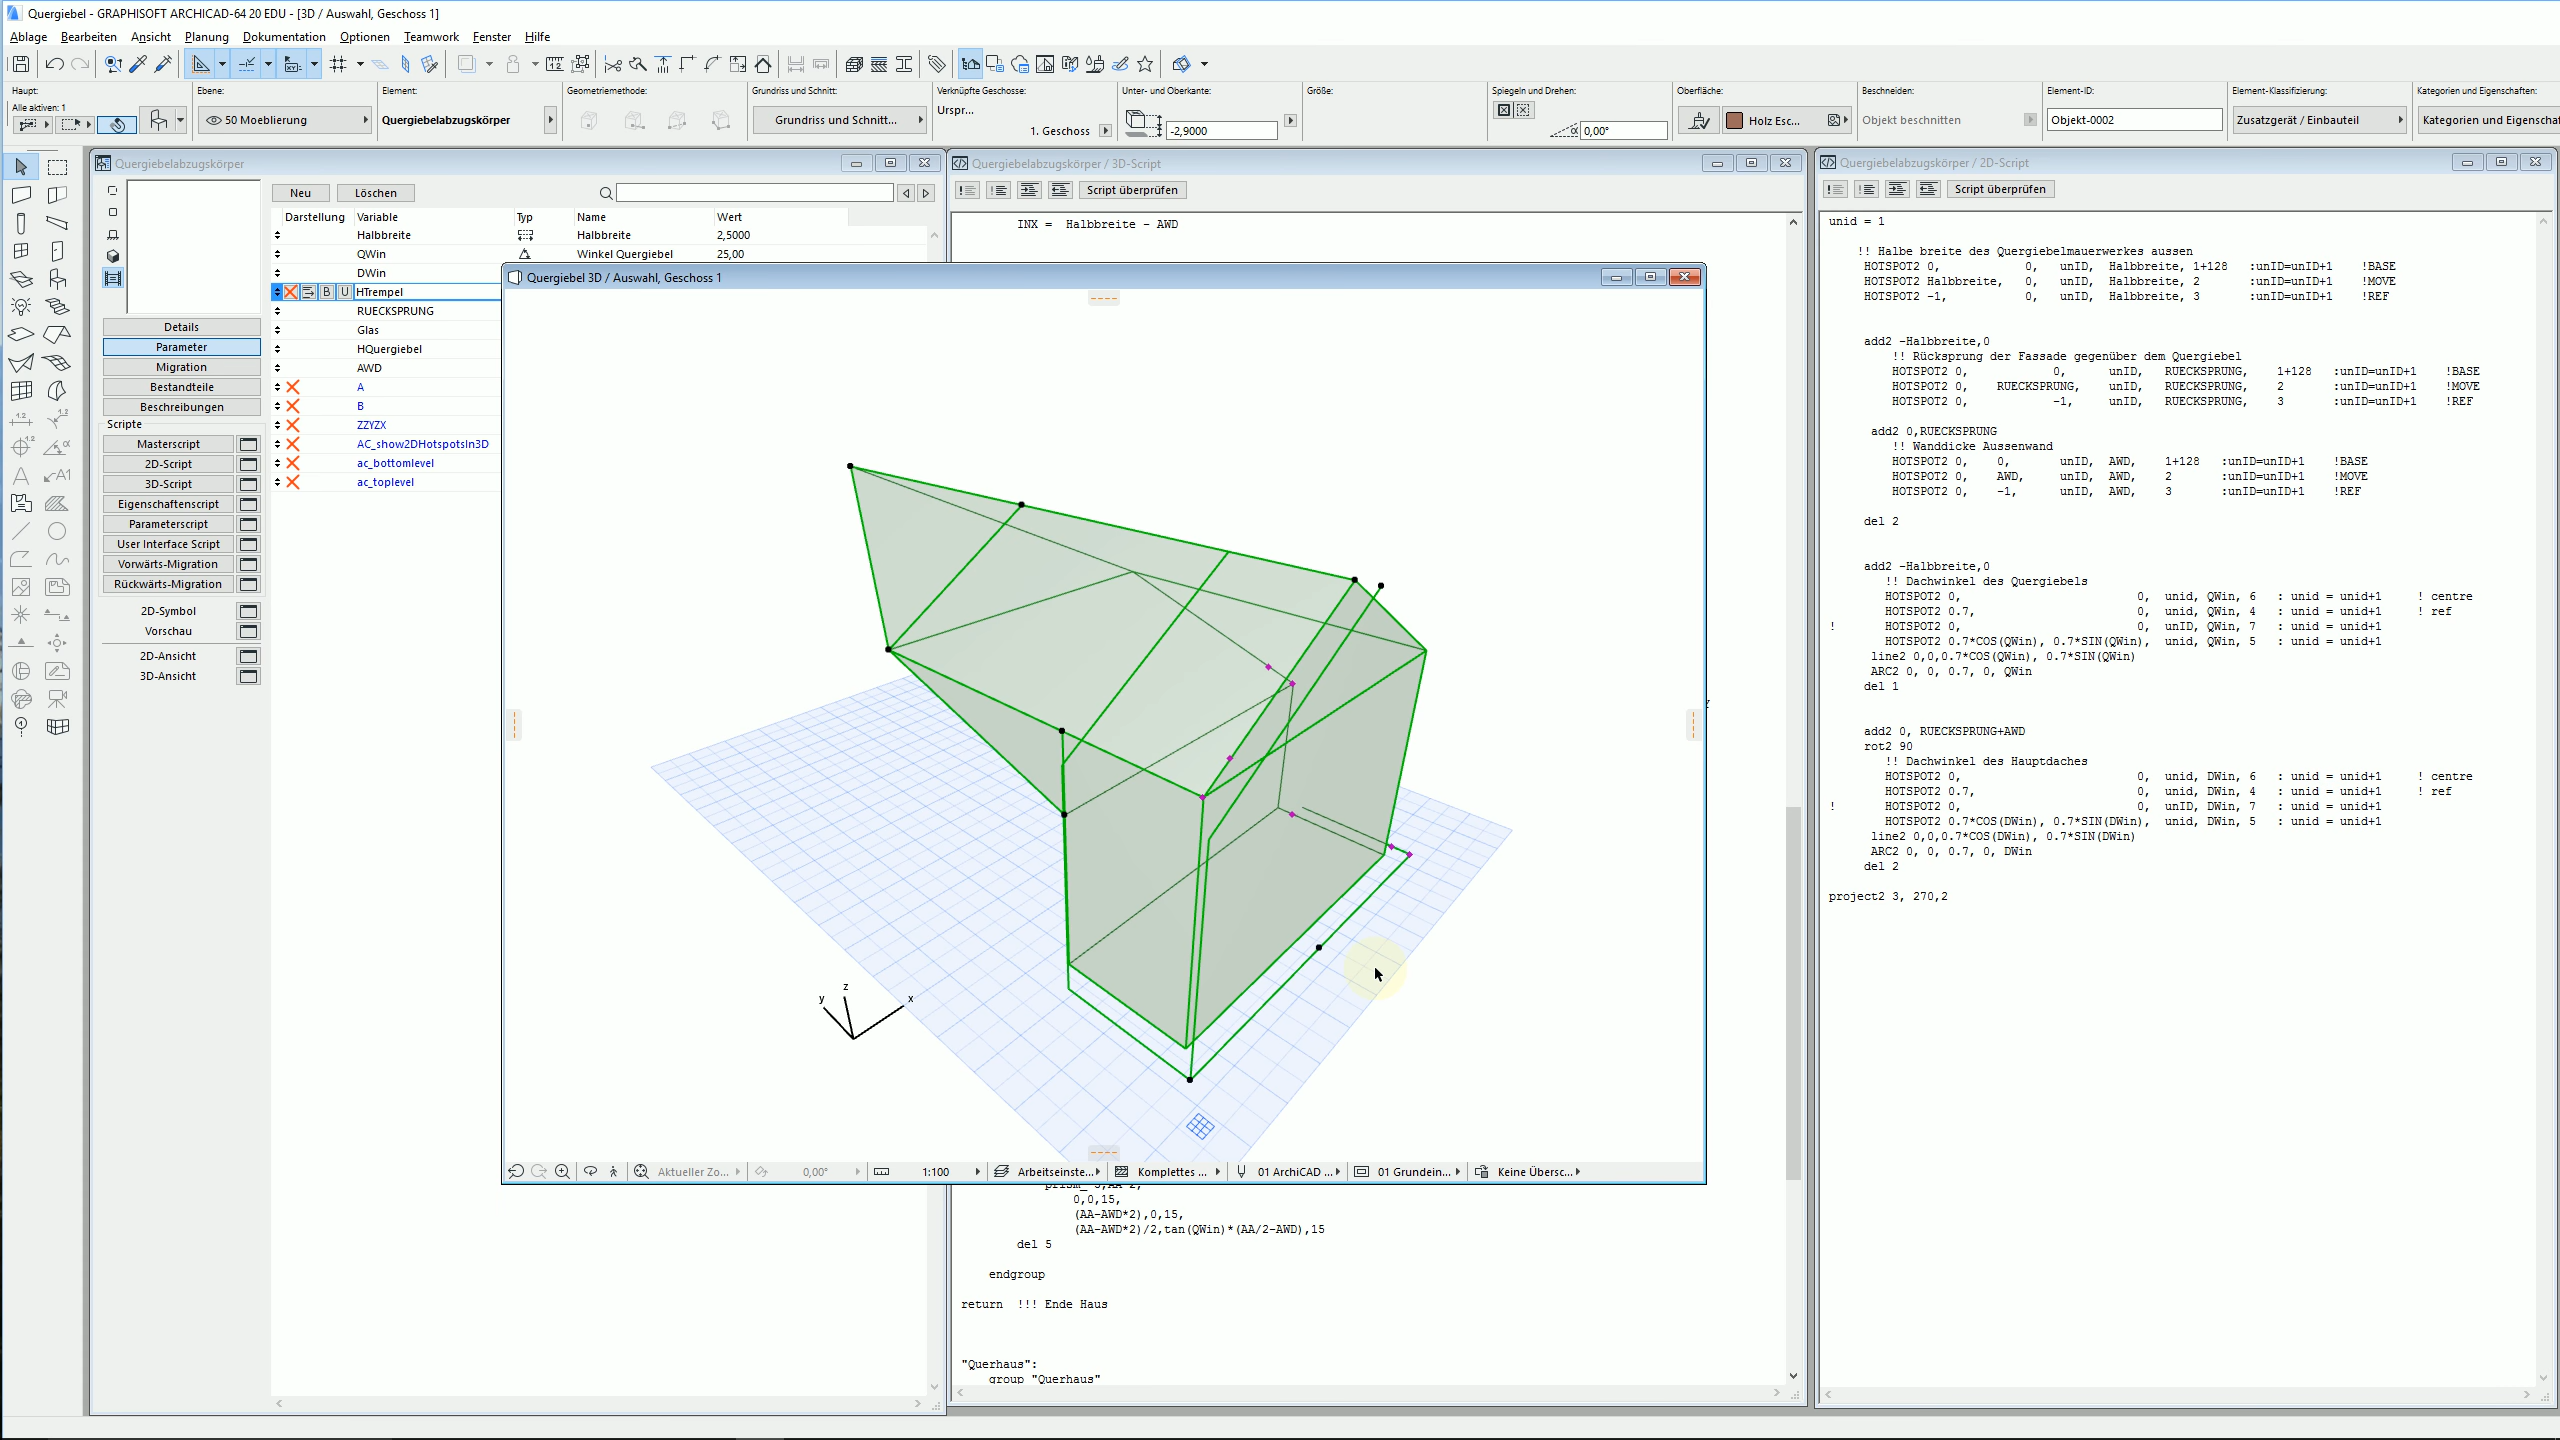 Quergiebel - GRAPHISOFT ARCHICAD-64 20 EDU - [3D / Auswahl, Geschoss 1]
Ablage Bearbeiten Ansicht Planung Dokumentation Optionen Teamwork Fenster Hilfe
Haupt: Ebene: Element: Geometriemethode: Grundriss und Schnitt: Verknüpfte Geschosse: Unter- und Oberkante: Größe: Spiegeln und Drehen: Oberfläche: Beschneiden: Element-ID: Element-Klassifizierung: Kategorien und Eigenschaften:
Alle aktiven: 1
50 Moeblierung
Quergiebelabzugskörper
Grundriss und Schnitt...
Urspr...
1. Geschoss
-2,9000
0,00°
Holz Esc...
Objekt beschnitten
Objekt-0002
Zusatzgerät / Einbauteil
Kategorien und Eigenschaf
Quergiebelabzugskörper
Neu Löschen
Darstellung Variable Typ Name Wert
Halbbreite Halbbreite 2,5000
QWin Winkel Quergiebel 25,00
DWin
B U HTrempel
RUECKSPRUNG
Glas
HQuergiebel
AWD
A
B
ZZYZX
AC_show2DHotspotsIn3D
ac_bottomlevel
ac_toplevel
Details
Parameter
Migration
Bestandteile
Beschreibungen
Scripte
Masterscript
2D-Script
3D-Script
Eigenschaftenscript
Parameterscript
User Interface Script
Vorwärts-Migration
Rückwärts-Migration
2D-Symbol
Vorschau
2D-Ansicht
3D-Ansicht
Quergiebelabzugskörper / 3D-Script
Script überprüfen
INX = Halbbreite - AWD
Quergiebel 3D / Auswahl, Geschoss 1
y z x
Aktueller Zo... 0,00° 1:100 Arbeitseinste... Komplettes ... 01 ArchiCAD ... 01 Grundein... Keine Übersc...
0,0,15,
(AA-AWD*2),0,15,
(AA-AWD*2)/2,tan(QWin)*(AA/2-AWD),15
del 5
endgroup
return !!! Ende Haus
"Querhaus":
group "Querhaus"
Quergiebelabzugskörper / 2D-Script
Script überprüfen
unid = 1
!! Halbe breite des Quergiebelmauerwerkes aussen
HOTSPOT2 0, 0, unID, Halbbreite, 1+128 :unID=unID+1 !BASE
HOTSPOT2 Halbbreite, 0, unID, Halbbreite, 2 :unID=unID+1 !MOVE
HOTSPOT2 -1, 0, unID, Halbbreite, 3 :unID=unID+1 !REF
add2 -Halbbreite,0
!! Rücksprung der Fassade gegenüber dem Quergiebel
HOTSPOT2 0, 0, unID, RUECKSPRUNG, 1+128 :unID=unID+1 !BASE
HOTSPOT2 0, RUECKSPRUNG, unID, RUECKSPRUNG, 2 :unID=unID+1 !MOVE
HOTSPOT2 0, -1, unID, RUECKSPRUNG, 3 :unID=unID+1 !REF
add2 0,RUECKSPRUNG
!! Wanddicke Aussenwand
HOTSPOT2 0, 0, unID, AWD, 1+128 :unID=unID+1 !BASE
HOTSPOT2 0, AWD, unID, AWD, 2 :unID=unID+1 !MOVE
HOTSPOT2 0, -1, unID, AWD, 3 :unID=unID+1 !REF
del 2
add2 -Halbbreite,0
!! Dachwinkel des Quergiebels
HOTSPOT2 0, 0, unid, QWin, 6 : unid = unid+1 ! centre
HOTSPOT2 0.7, 0, unid, QWin, 4 : unid = unid+1 ! ref
! HOTSPOT2 0, 0, unID, QWin, 7 : unid = unid+1
HOTSPOT2 0.7*COS(QWin), 0.7*SIN(QWin), unid, QWin, 5 : unid = unid+1
line2 0,0,0.7*COS(QWin), 0.7*SIN(QWin)
ARC2 0, 0, 0.7, 0, QWin
del 1
add2 0, RUECKSPRUNG+AWD
rot2 90
!! Dachwinkel des Hauptdaches
HOTSPOT2 0, 0, unid, DWin, 6 : unid = unid+1 ! centre
HOTSPOT2 0.7, 0, unid, DWin, 4 : unid = unid+1 ! ref
! HOTSPOT2 0, 0, unID, DWin, 7 : unid = unid+1
HOTSPOT2 0.7*COS(DWin), 0.7*SIN(DWin), unid, DWin, 5 : unid = unid+1
line2 0,0,0.7*COS(DWin), 0.7*SIN(DWin)
ARC2 0, 0, 0.7, 0, DWin
del 2
project2 3, 270,2